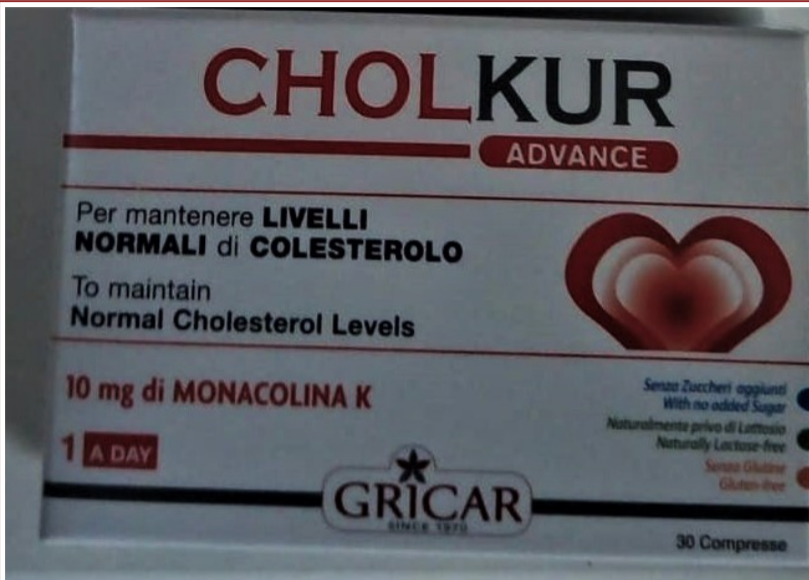 CHOLKUR
ADVANCE
Per mantenere LIVELLI
NORMALI di COLESTEROLO
To maintain
Normal Cholesterol Levels
10 mg di MONACOLINA K
1 A DAY
Senza Zuccheri aggiunti
With no added Sugar
Naturalmente privo di Lattosio
Naturally Lactose-free
Senza Glutine
Gluten-free
GRICAR
SINCE 1970
30 Compresse